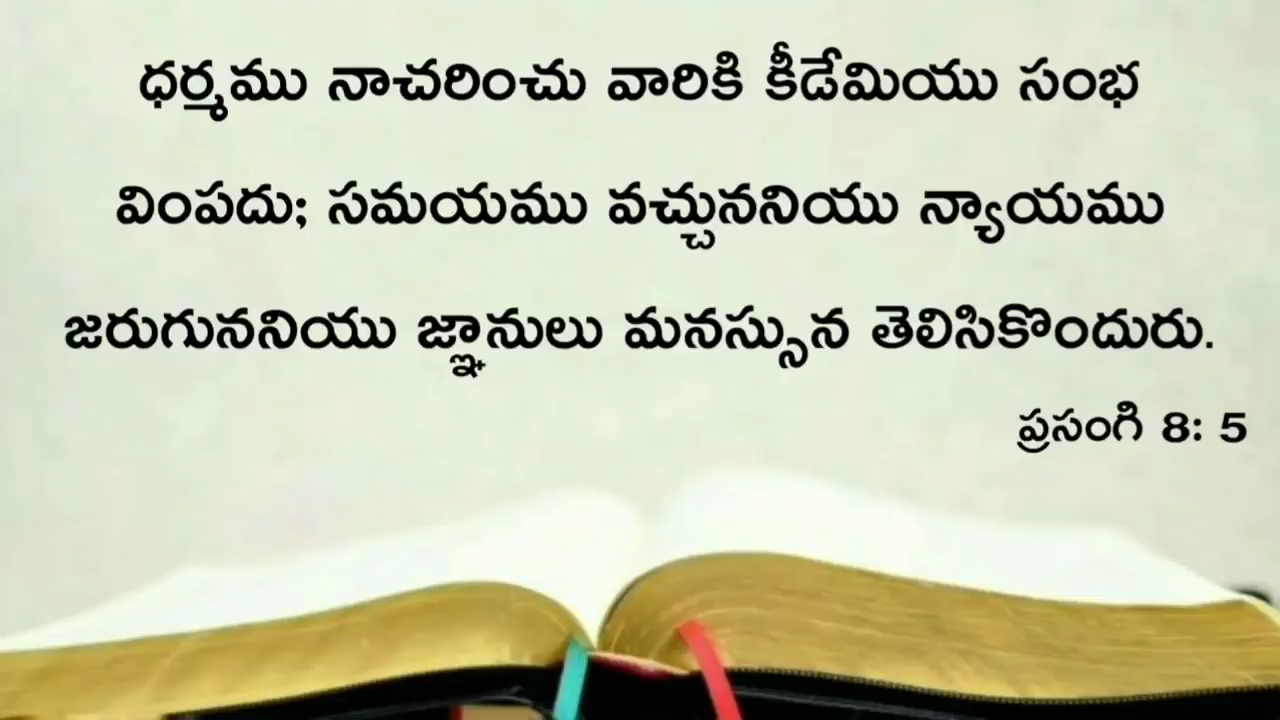 ధర్మము నాచరించు వారికి కీడేమియు సంభ
వింపదు; సమయము వచ్చుననియు న్యాయము
జరుగుననియు జ్ఞానులు మనస్సున తెలిసికొందురు.
ప్రసంగి 8: 5